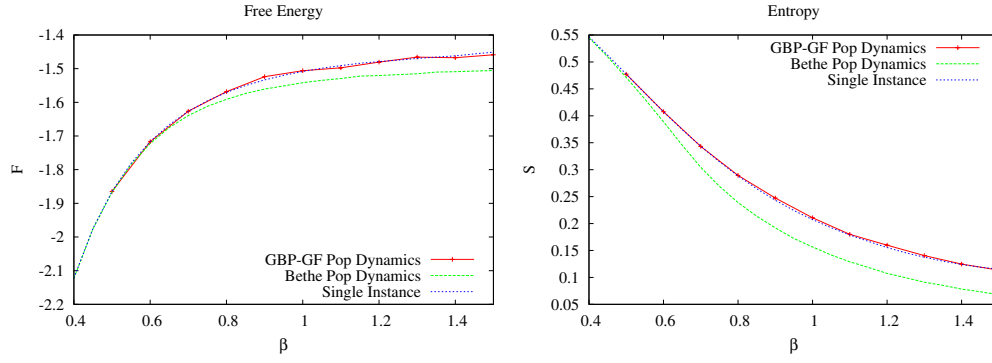 Free Energy
-1.4
-1.5
-1.6
-1.7
-1.8
-1.9
-2
-2.1
-2.2
F
0.4
0.6
0.8
1
1.2
1.4
β
GBP-GF Pop Dynamics
Bethe Pop Dynamics
Single Instance
Entropy
0.55
0.5
0.45
0.4
0.35
0.3
0.25
0.2
0.15
0.1
0.05
S
0.4
0.6
0.8
1
1.2
1.4
β
GBP-GF Pop Dynamics
Bethe Pop Dynamics
Single Instance